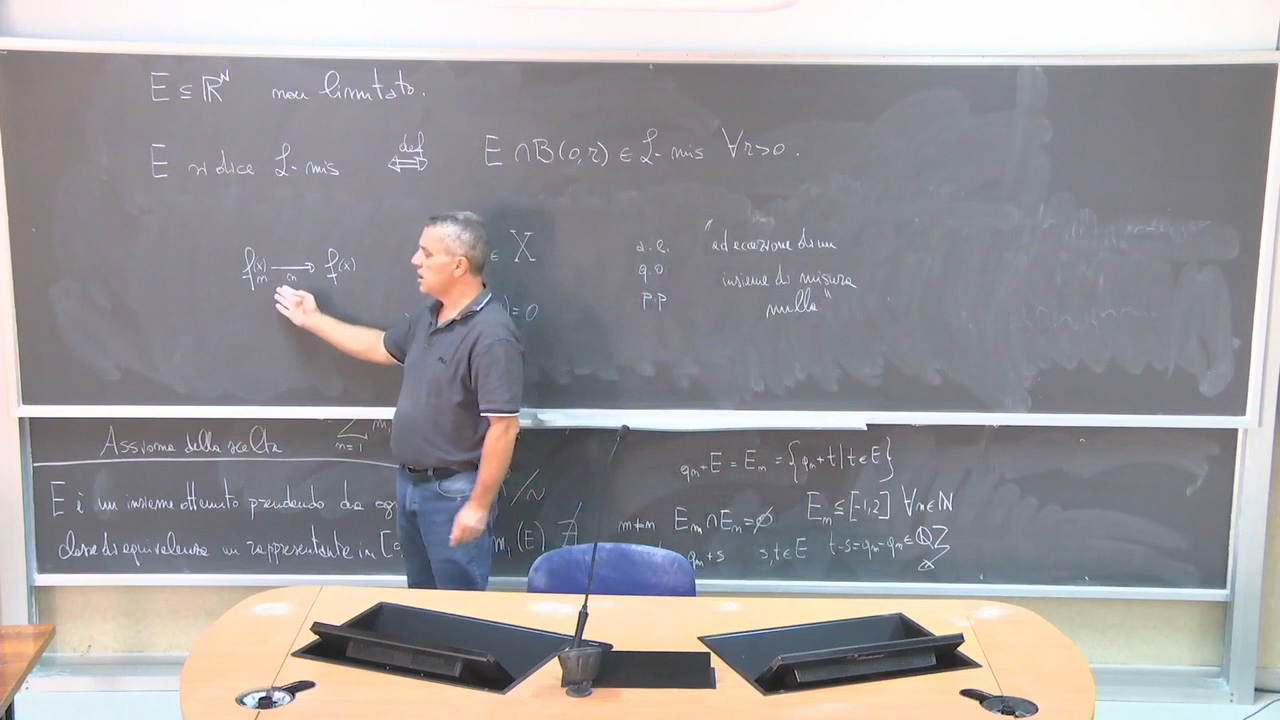 E ⊆ ℝᴺ non limitato.
E si dice L-mis ⇔ def E ∩ B(0,r) ∈ L-mis ∀r>0.
∈ X
a.e. "ad eccezione di un
fₙ(x) → f(x)
q.o insieme di misura
p.p nulla"
)=0
Assioma della scelta
∑ n=1 m
E è un insieme ottenuto prendendo da ogni
/~
classe di equivalenza un rappresentante in [0
m₁(E) ∄
qₙ+E = Eₙ = {qₙ+t | t∈E}
n≠m Eₙ∩Eₘ=∅ Eₙ ⊆ [-1,2] ∀n∈ℕ
qₙ+s s,t∈E t-s=qₙ-qₘ∈ℚ